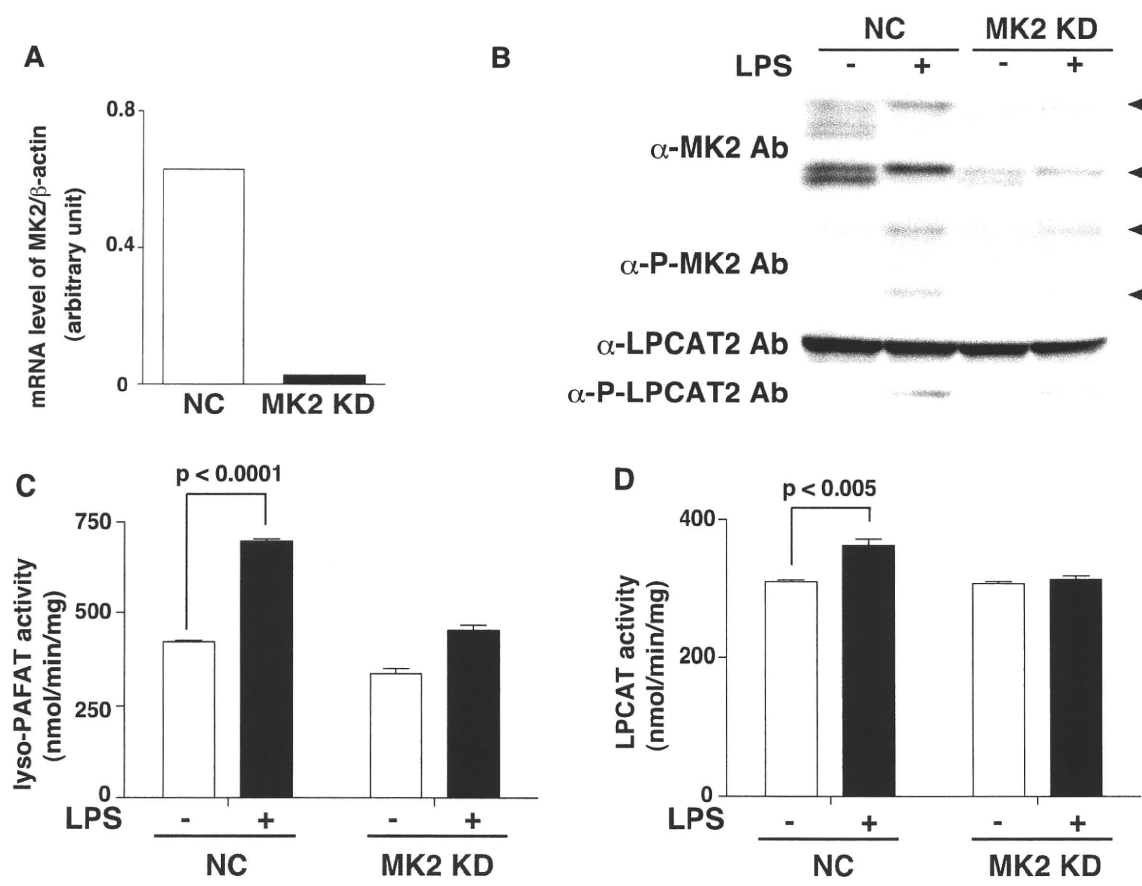 A
mRNA level of MK2/β-actin
(arbitrary unit)
0.8
0.4
0
NC
MK2 KD
B
NC
MK2 KD
LPS
-
+
-
+
α-MK2 Ab
α-P-MK2 Ab
α-LPCAT2 Ab
α-P-LPCAT2 Ab
C
p < 0.0001
lyso-PAFAT activity
(nmol/min/mg)
750
500
250
0
LPS
-
+
-
+
NC
MK2 KD
D
p < 0.005
LPCAT activity
(nmol/min/mg)
400
200
0
LPS
-
+
-
+
NC
MK2 KD